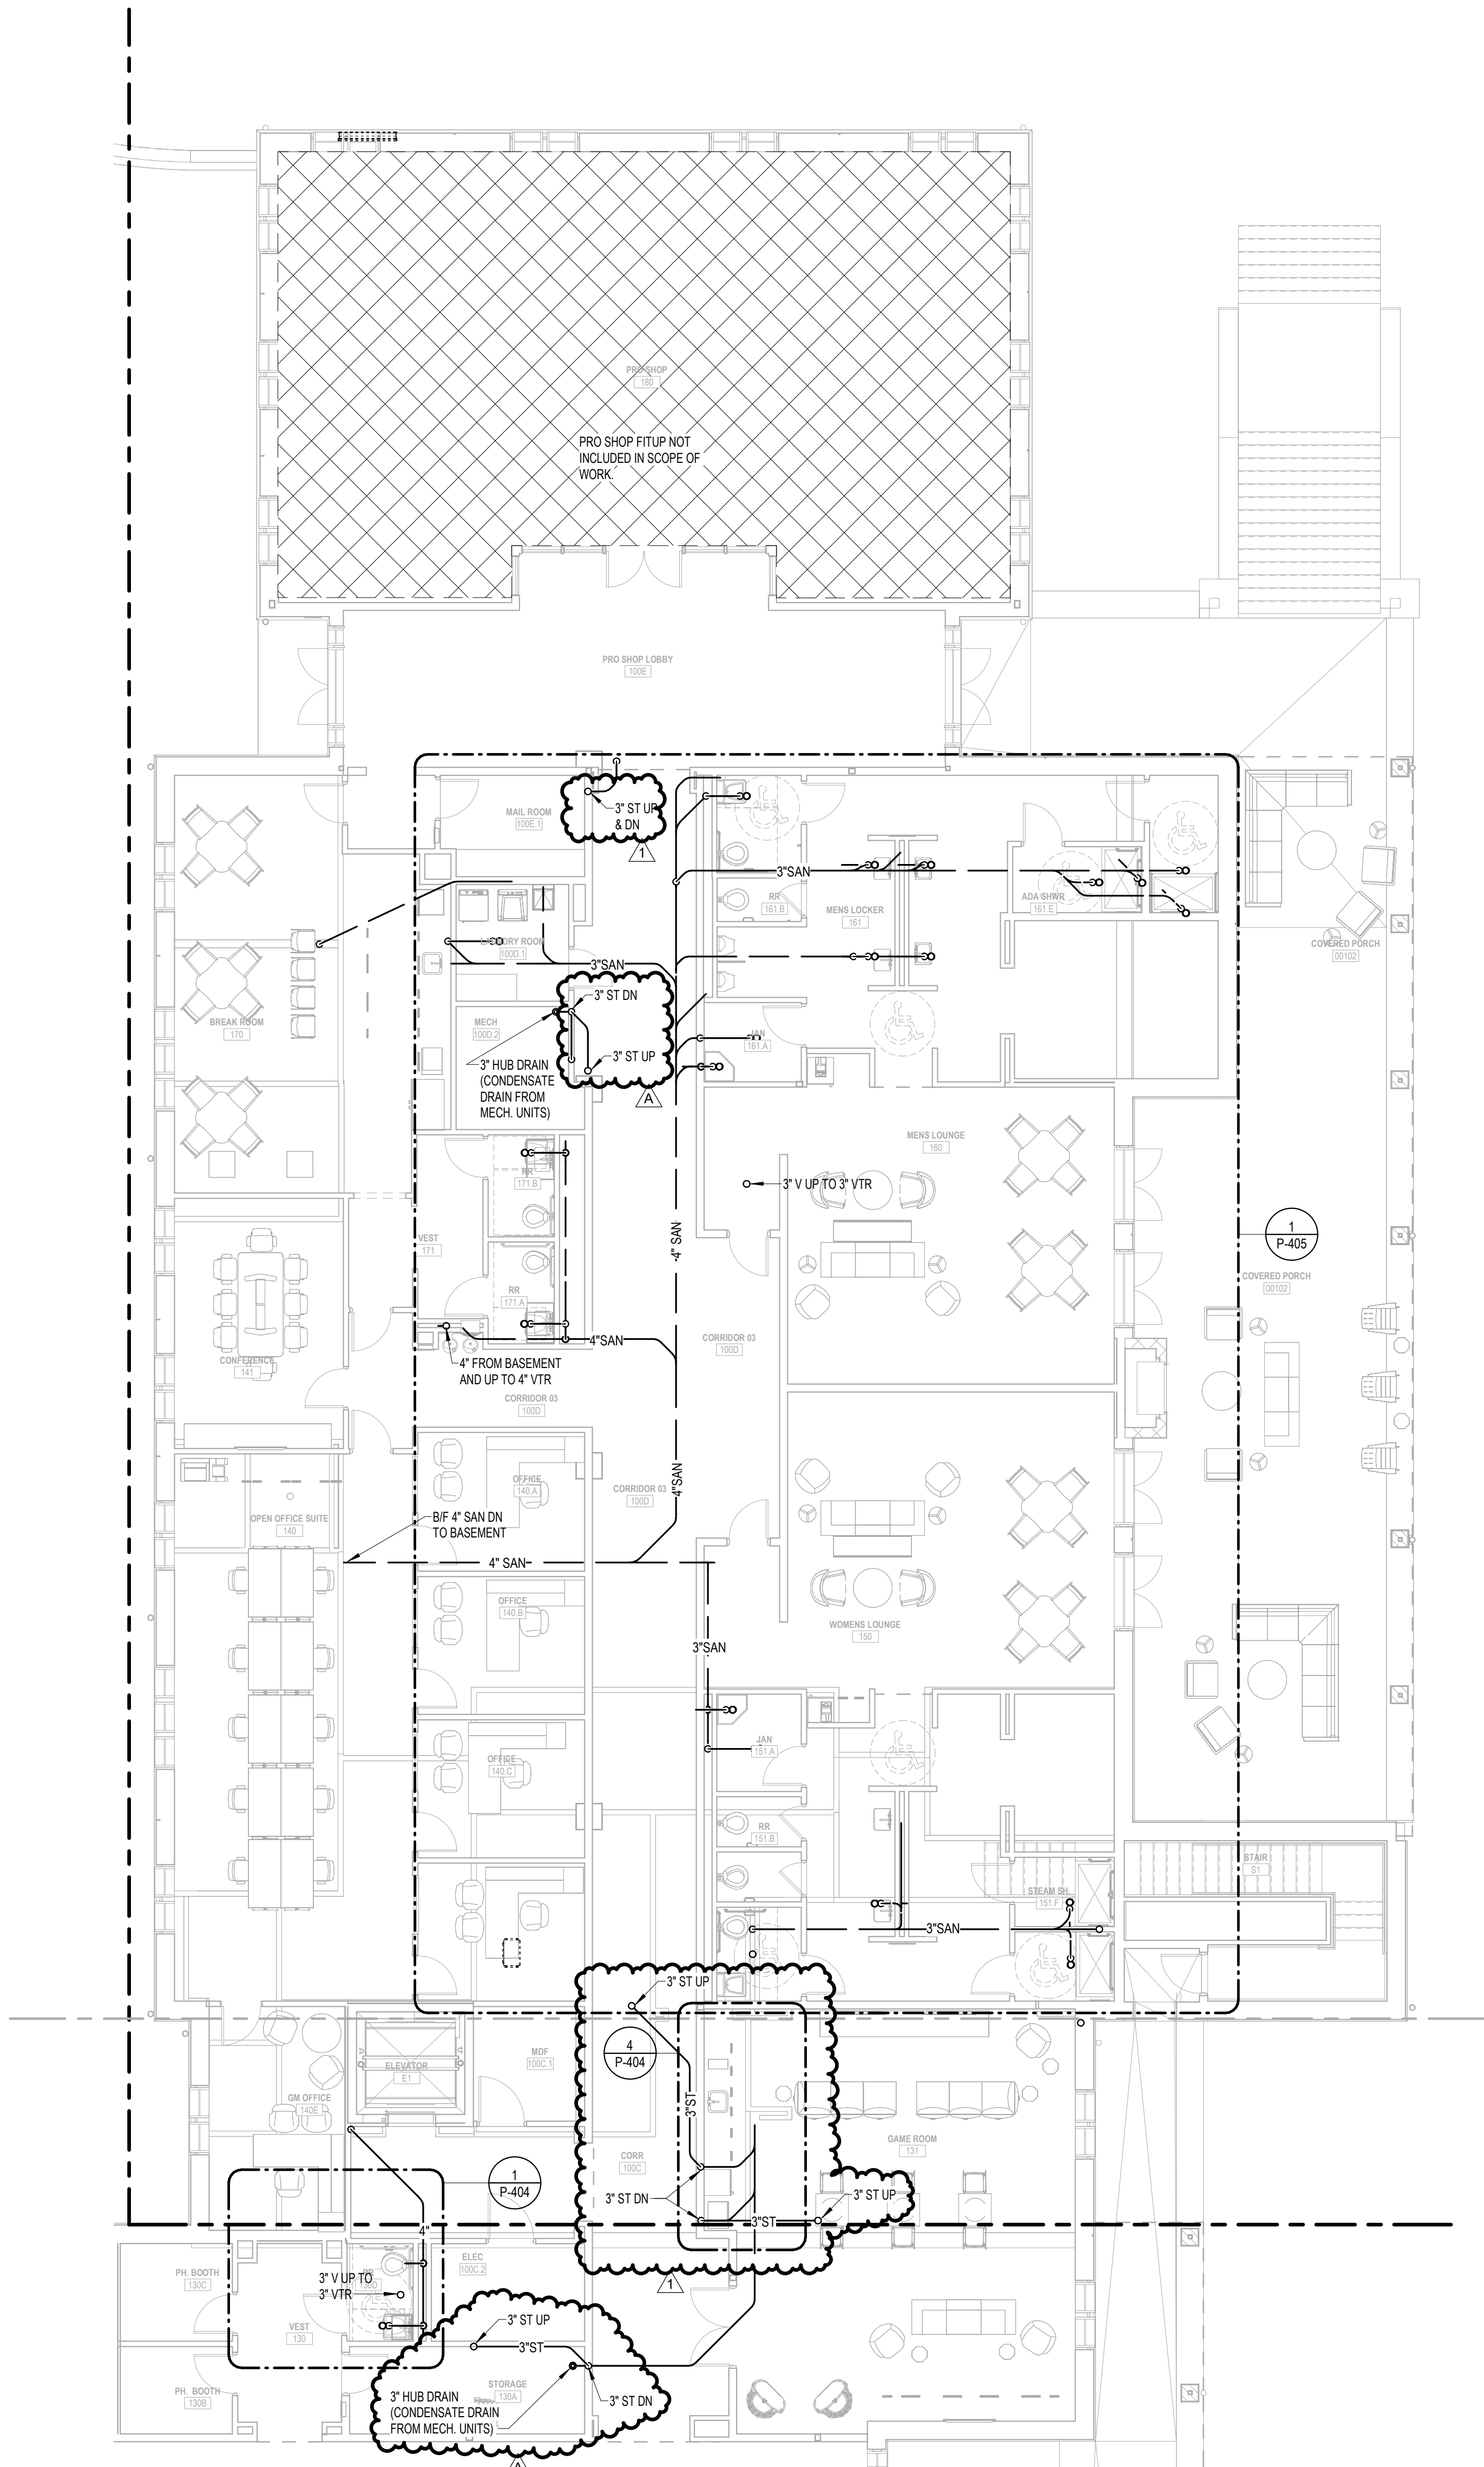 PRO SHOP
180
PRO SHOP FITUP NOT
INCLUDED IN SCOPE OF
WORK.
PRO SHOP LOBBY
100E
MAIL ROOM
100E.1
3" ST UP
& DN
1
3"SAN
RR
161.B
MENS LOCKER
161
ADA SHWR
161.E
COVERED PORCH
00102
LAUNDRY ROOM
100D.1
3"SAN
3" ST DN
BREAK ROOM
170
MECH
100D.2
JAN
161.A
3" ST UP
3" HUB DRAIN
(CONDENSATE
DRAIN FROM
MECH. UNITS)
A
MENS LOUNGE
160
RR
171.B
3" V UP TO 3" VTR
4" SAN
VEST
171
1
P-405
COVERED PORCH
00102
RR
171.A
4"SAN
CORRIDOR 03
100D
CONFERENCE
141
4" FROM BASEMENT
AND UP TO 4" VTR
CORRIDOR 03
100D
OFFICE
140.A
CORRIDOR 03
100D
4"SAN
OPEN OFFICE SUITE
140
B/F 4" SAN DN
TO BASEMENT
4" SAN
OFFICE
140.B
WOMENS LOUNGE
150
3"SAN
JAN
151.A
OFFICE
140.C
RR
151.B
STAIR
S1
STEAM SH.
151.F
3"SAN
3" ST UP
4
P-404
MDF
100C.1
ELEVATOR
E1
GM OFFICE
140E
3"ST
GAME ROOM
131
CORR
100C
1
P-404
3" ST DN
3" ST UP
3"ST
4"
ELEC
100C.2
PH. BOOTH
130C
RR
130D
3" V UP TO
3" VTR
1
VEST
130
3" ST UP
3"ST
PH. BOOTH
130B
STORAGE
130A
3" HUB DRAIN
(CONDENSATE DRAIN
FROM MECH. UNITS)
3" ST DN
A